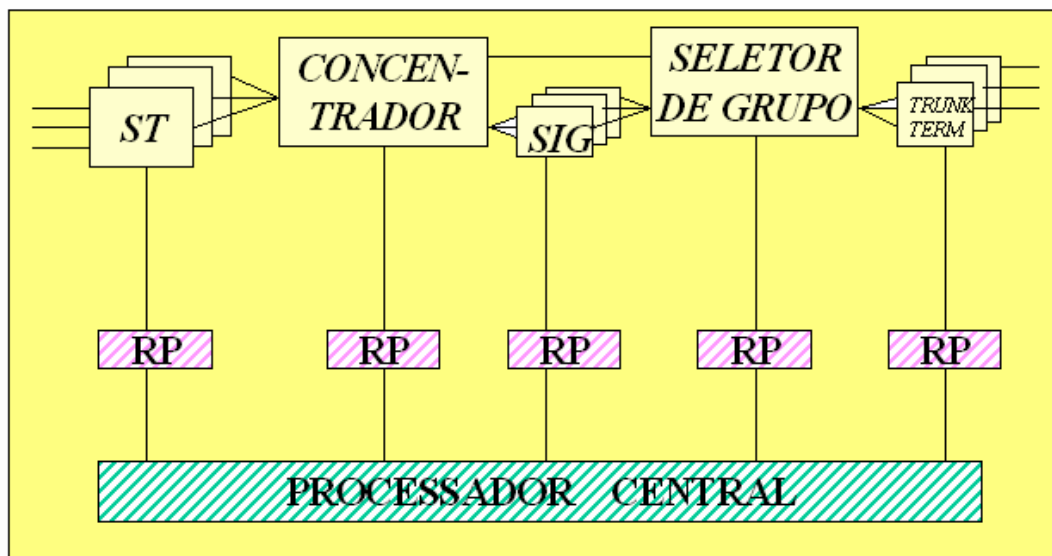 ST
CONCEN-
TRADOR
SIG
SELETOR
DE GRUPO
TRUNK
TERM
RP
RP
RP
RP
RP
PROCESSADOR CENTRAL